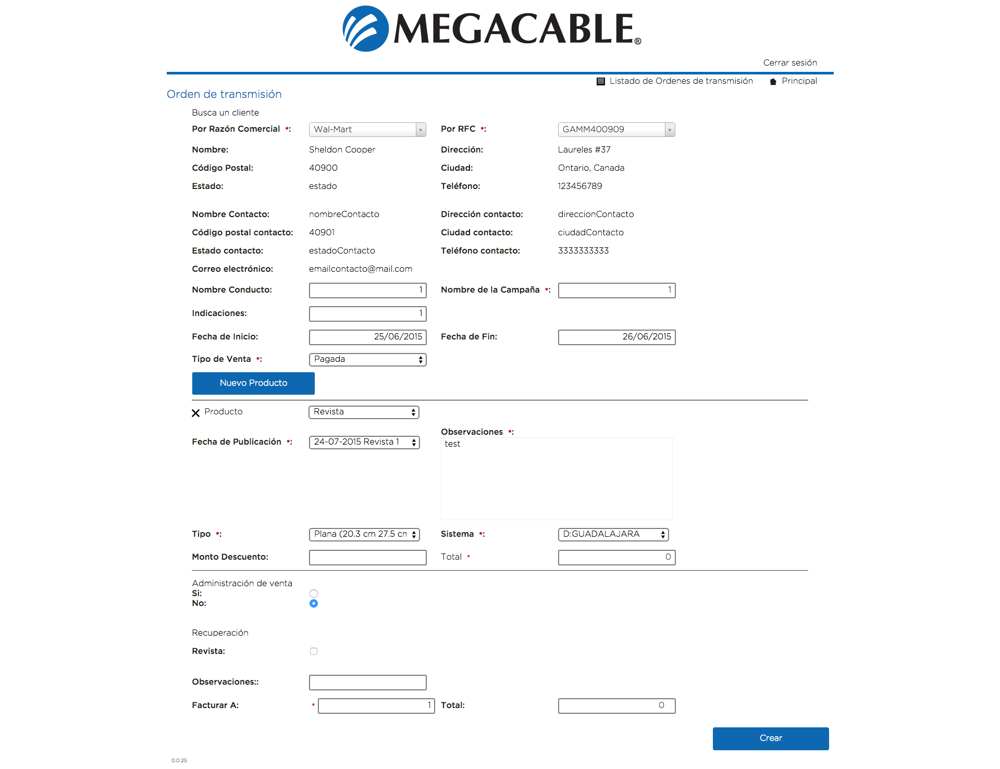 MEGACABLE®
Cerrar sesión
Listado de Ordenes de transmisión Principal
Orden de transmisión
Busca un cliente
Por Razón Comercial *: Wal-Mart Por RFC *: GAMM400909
Nombre: Sheldon Cooper Dirección: Laureles #37
Código Postal: 40900 Ciudad: Ontario, Canada
Estado: estado Teléfono: 123456789
Nombre Contacto: nombreContacto Dirección contacto: direccionContacto
Código postal contacto: 40901 Ciudad contacto: ciudadContacto
Estado contacto: estadoContacto Teléfono contacto: 3333333333
Correo electrónico: emailcontacto@mail.com
Nombre Conducto: 1 Nombre de la Campaña *: 1
Indicaciones: 1
Fecha de Inicio: 25/06/2015 Fecha de Fin: 26/06/2015
Tipo de Venta *: Pagada
Nuevo Producto
Producto Revista
Observaciones *:
Fecha de Publicación *: 24-07-2015 Revista 1 test
Tipo *: Plana (20.3 cm 27.5 cm Sistema *: D:GUADALAJARA
Monto Descuento: Total * 0
Administración de venta
Si:
No:
Recuperación
Revista:
Observaciones::
Facturar A: * 1 Total: 0
Crear
0.0.25